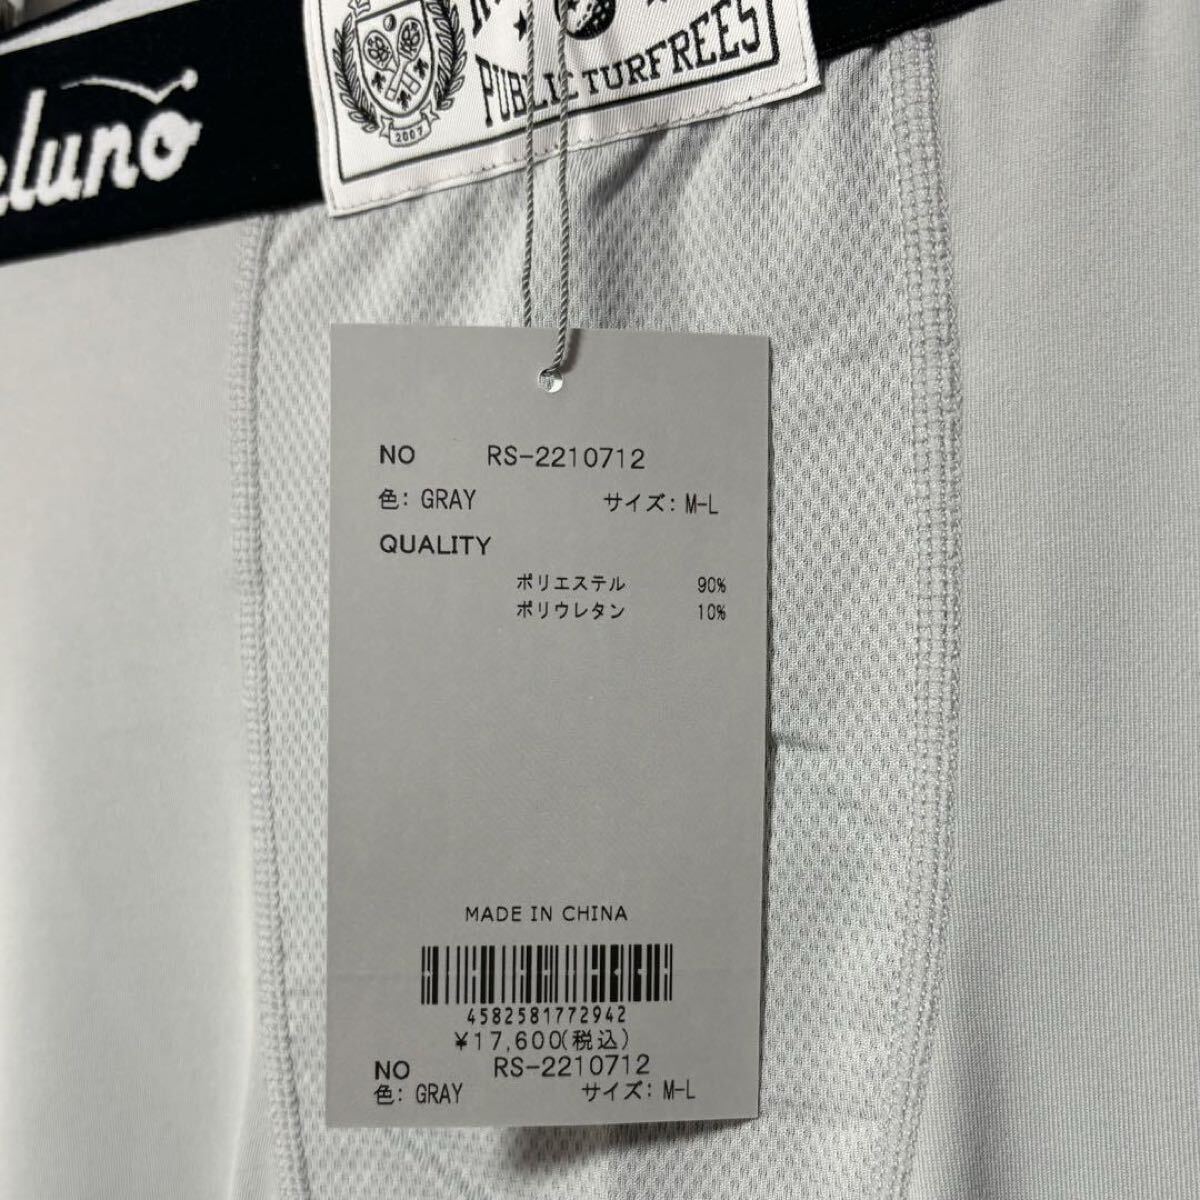 luno
PUBLIC TURFREES
2007
NO RS-2210712
色: GRAY サイズ: M-L
QUALITY
ポリエステル 90%
ポリウレタン 10%
MADE IN CHINA
4582581772942
¥17,600(税込)
NO RS-2210712
色: GRAY サイズ: M-L